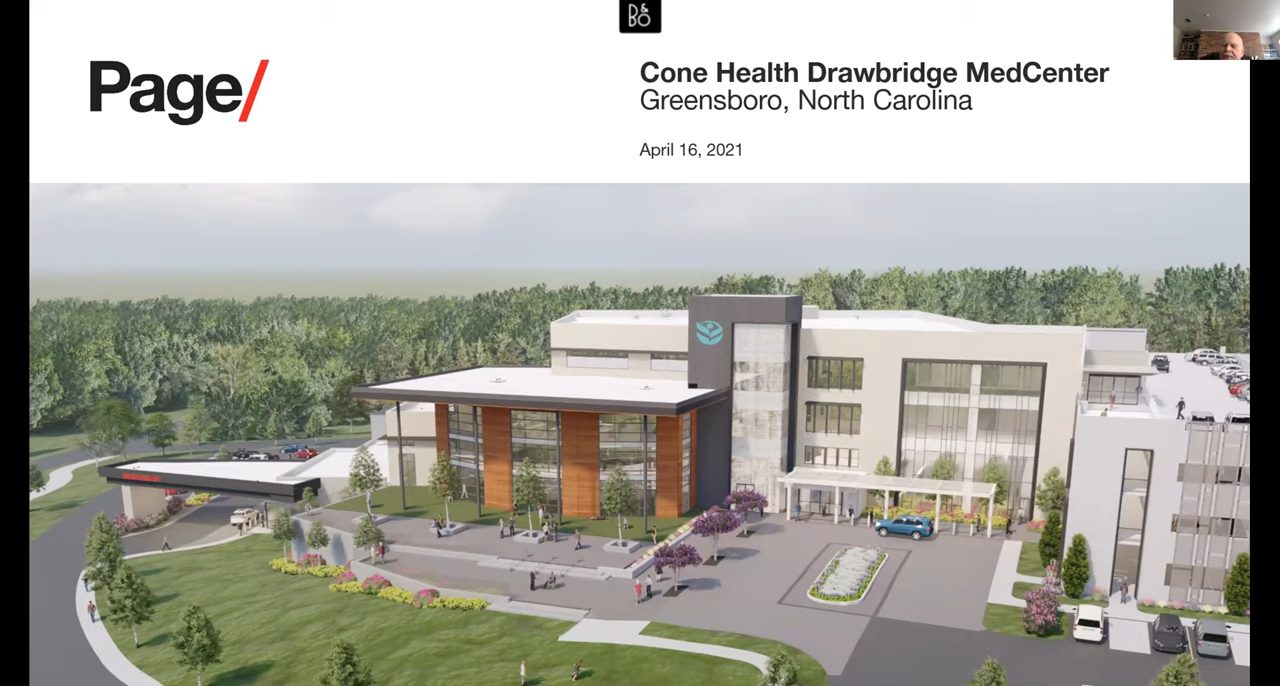 B&O
Page/
Cone Health Drawbridge MedCenter
Greensboro, North Carolina
April 16, 2021